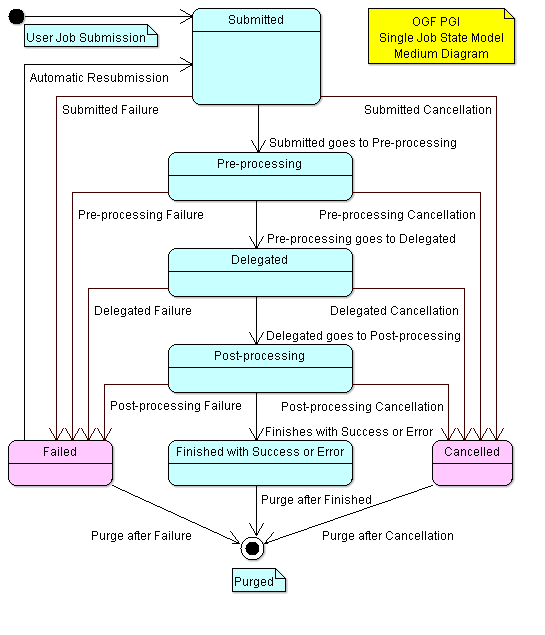 Submitted
OGF PGI
Single Job State Model
Medium Diagram
User Job Submission
Automatic Resubmission
Submitted Failure
Submitted Cancellation
Submitted goes to Pre-processing
Pre-processing
Pre-processing Failure
Pre-processing Cancellation
Pre-processing goes to Delegated
Delegated
Delegated Failure
Delegated Cancellation
Delegated goes to Post-processing
Post-processing
Post-processing Failure
Post-processing Cancellation
Finishes with Success or Error
Failed
Finished with Success or Error
Cancelled
Purge after Finished
Purge after Failure
Purge after Cancellation
Purged